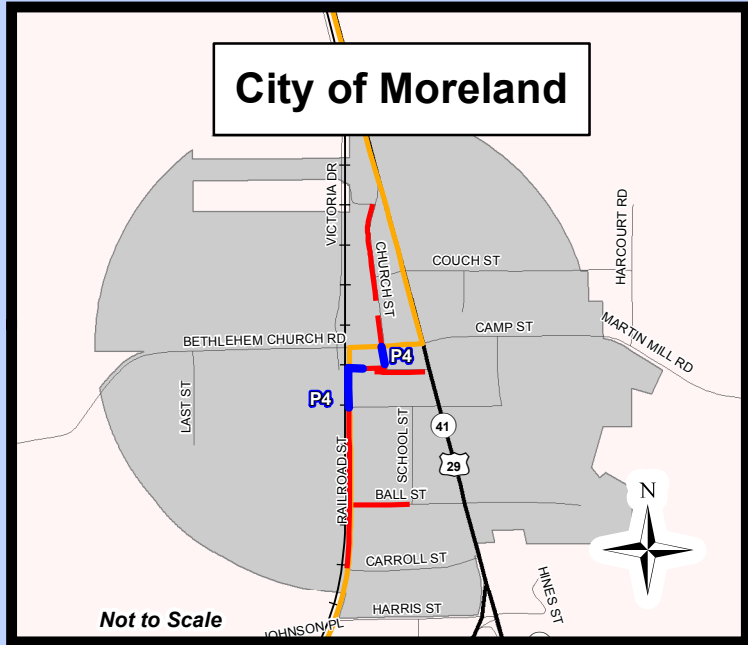 City of Moreland
VICTORIA DR
HARCOURT RD
CHURCH ST
COUCH ST
BETHLEHEM CHURCH RD
CAMP ST
MARTIN MILL RD
P4
P4
LAST ST
SCHOOL ST
41
29
RAILROAD ST
BALL ST
N
CARROLL ST
HINES ST
HARRIS ST
Not to Scale
JOHNSON PL